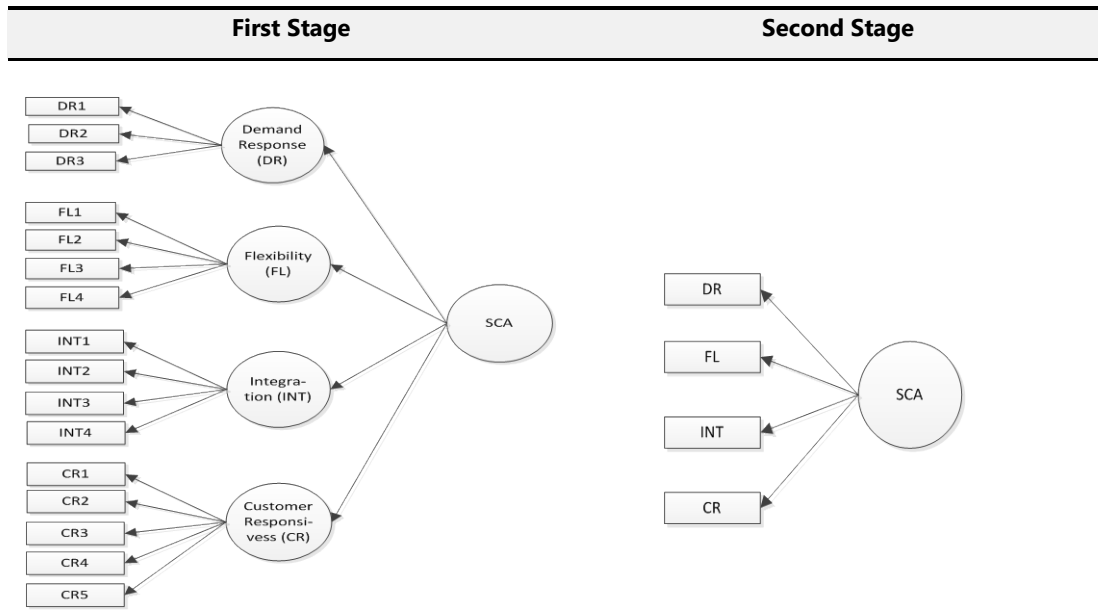 First Stage
Second Stage
DR1
DR2
DR3
Demand
Response
(DR)
FL1
FL2
FL3
FL4
Flexibility
(FL)
INT1
INT2
INT3
INT4
Integra-
tion (INT)
CR1
CR2
CR3
CR4
CR5
Customer
Responsi-
vess (CR)
SCA
DR
FL
INT
CR
SCA